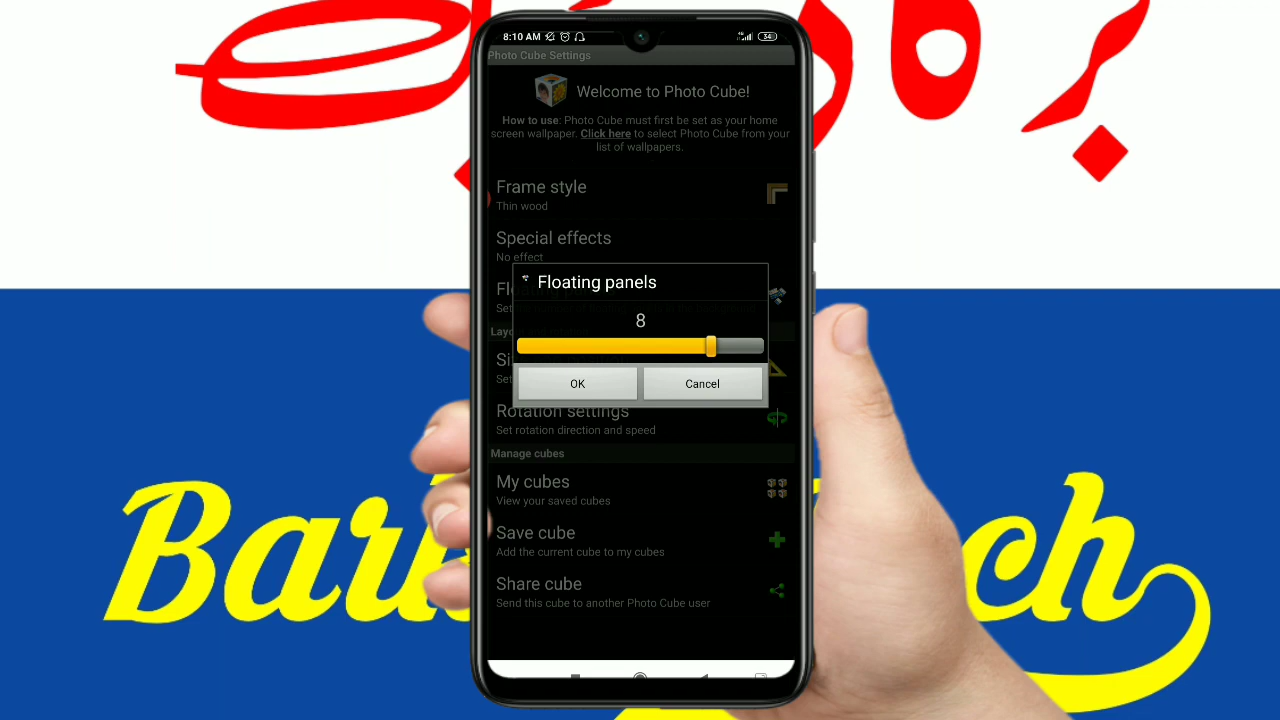 8:10 AM
34
Photo Cube Settings
Welcome to Photo Cube!
How to use: Photo Cube must first be set as your home
screen wallpaper. Click here to select Photo Cube from your
list of wallpapers.
Frame style
Thin wood
Special effects
No effect
Floating panels
8
OK
Cancel
Rotation settings
Set rotation direction and speed
Manage cubes
My cubes
View your saved cubes
Save cube
Add the current cube to my cubes
Share cube
Send this cube to another Photo Cube user